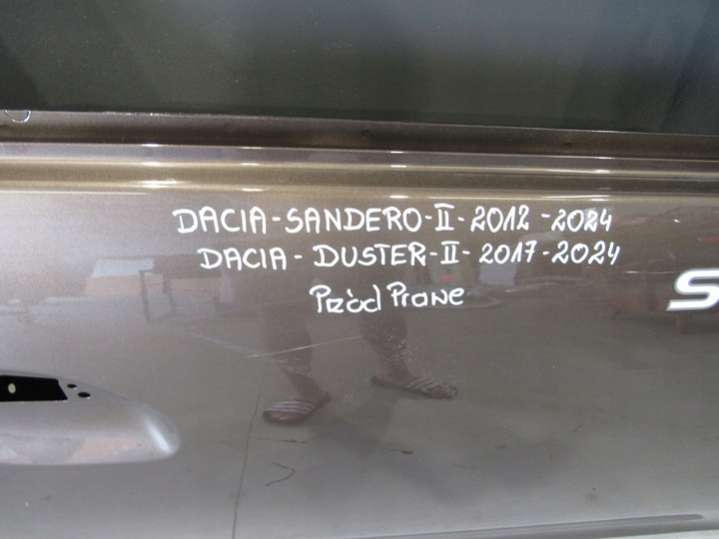 DACIA-SANDERO-II-2012-2024
DACIA-DUSTER-II-2017-2024
Przód Prawe
S